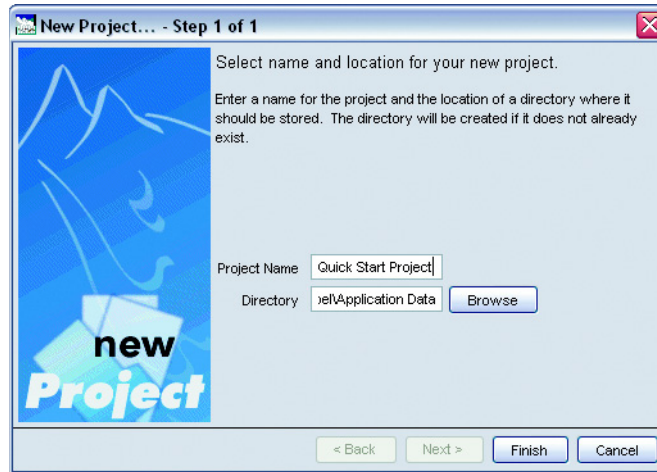 New Project... - Step 1 of 1
Select name and location for your new project.
Enter a name for the project and the location of a directory where it
should be stored. The directory will be created if it does not already
exist.
Project Name Quick Start Project
Directory el\Application Data Browse
new
Project
< Back Next > Finish Cancel